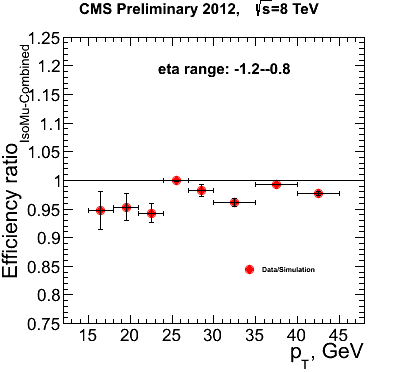 CMS Preliminary 2012, √s=8 TeV
eta range: -1.2--0.8
Efficiency ratio IsoMu-Combined
1.25
1.2
1.15
1.1
1.05
1
0.95
0.9
0.85
0.8
0.75
Data/Simulation
15 20 25 30 35 40 45
p_T, GeV